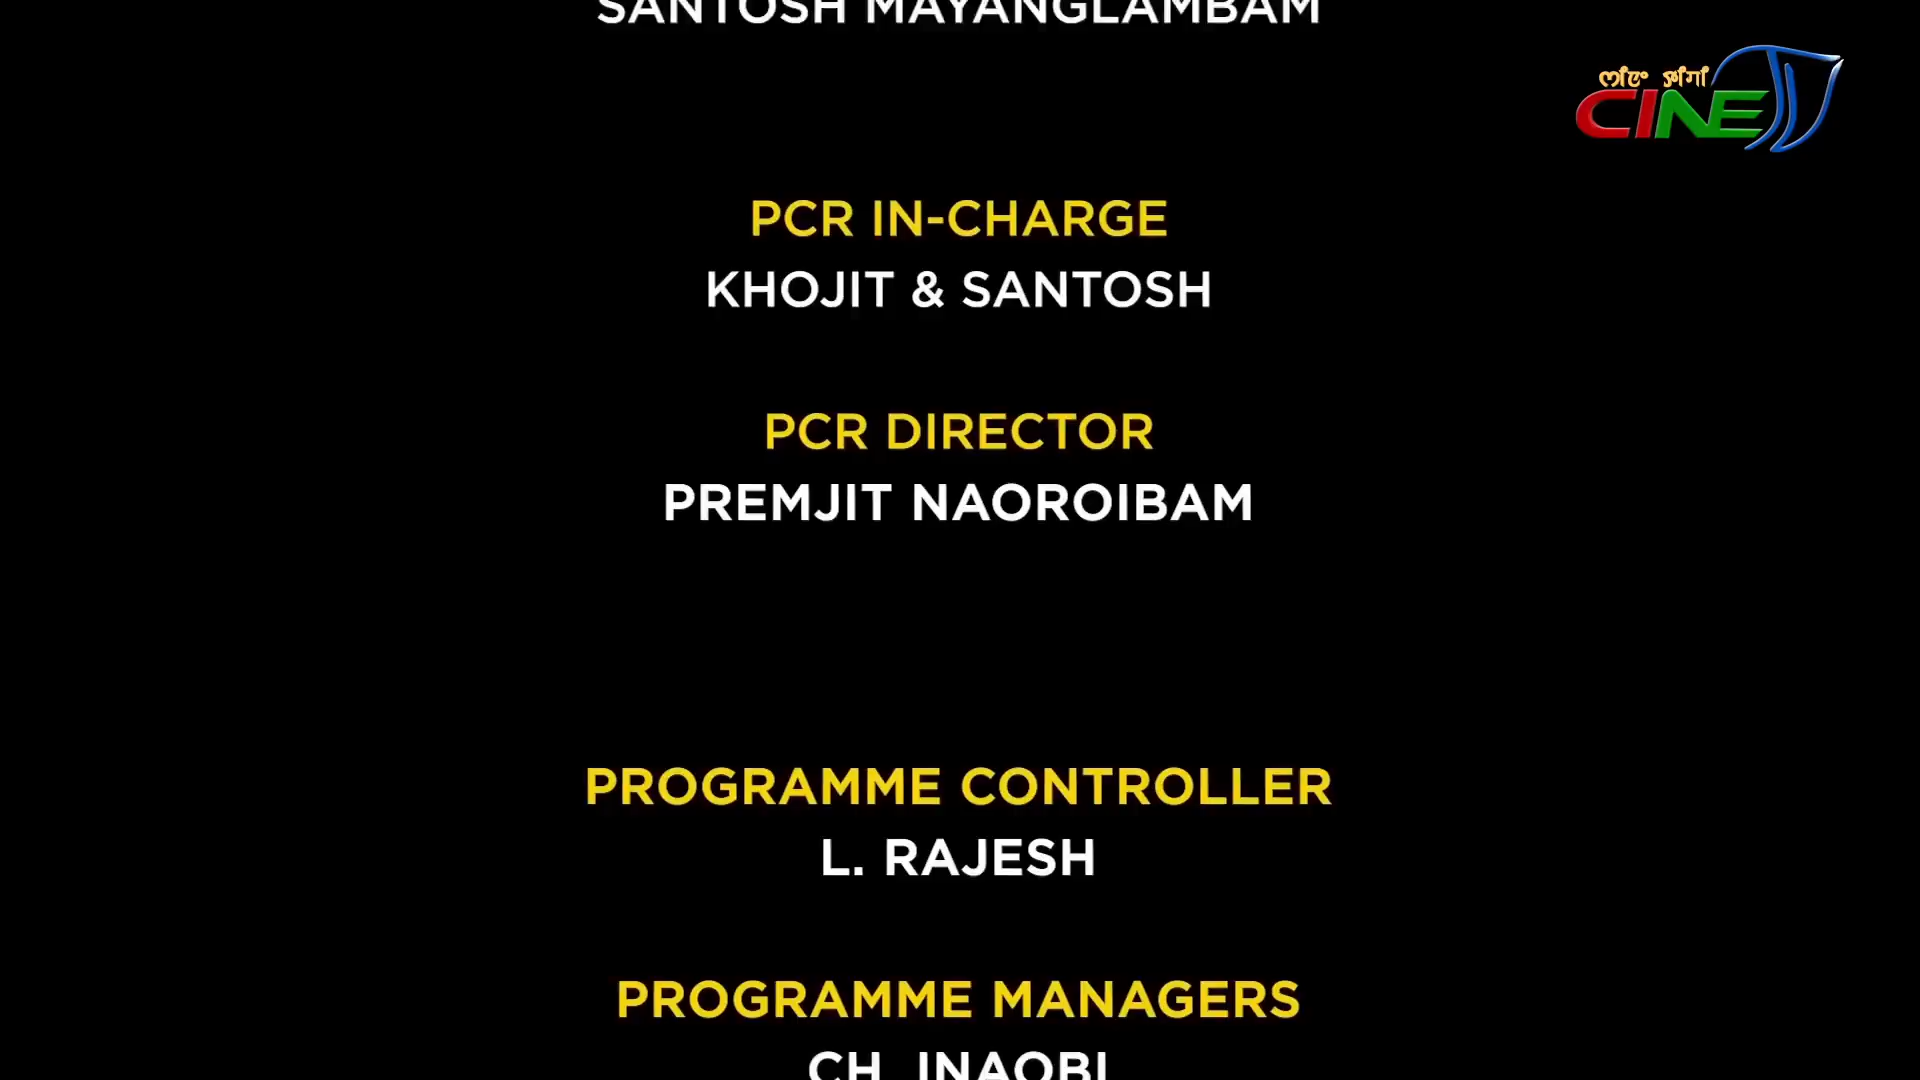 SANTOSH MAYANGLAMBAM
CINE
PCR IN-CHARGE
KHOJIT & SANTOSH
PCR DIRECTOR
PREMJIT NAOROIBAM
PROGRAMME CONTROLLER
L. RAJESH
PROGRAMME MANAGERS
CH. INAOBI